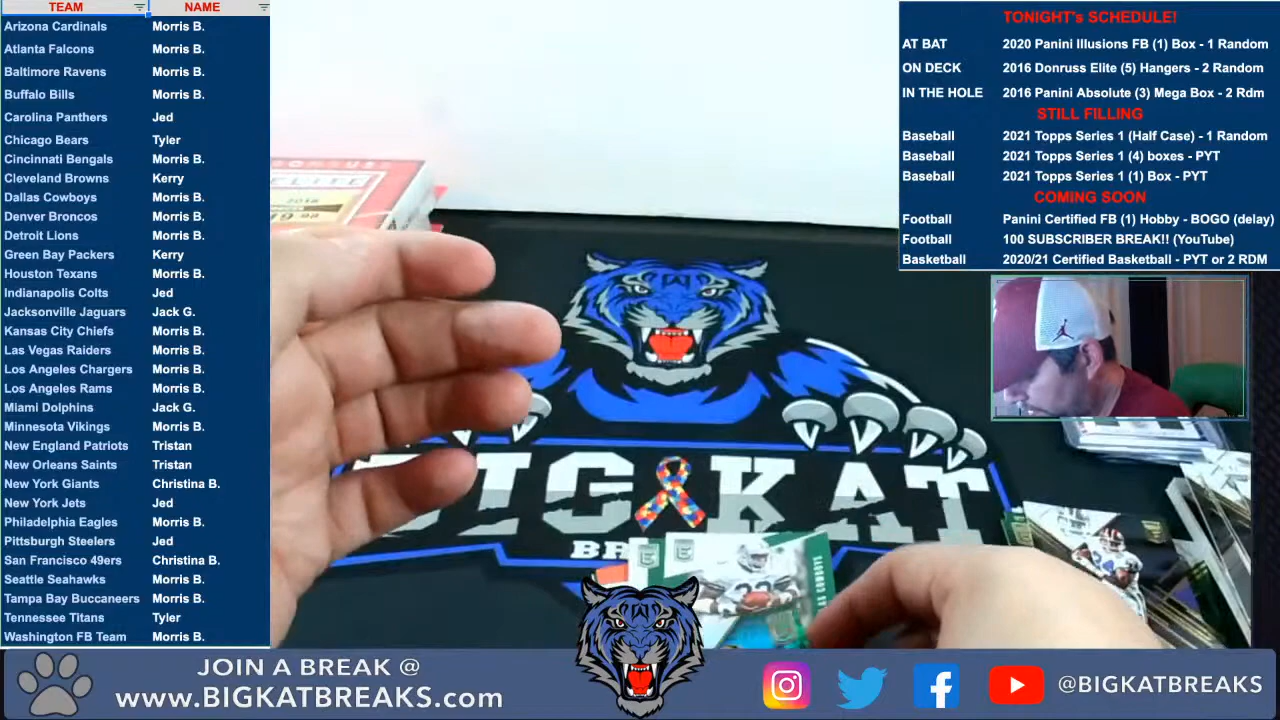 TEAM NAME
Arizona Cardinals Morris B.
Atlanta Falcons Morris B.
Baltimore Ravens Morris B.
Buffalo Bills Morris B.
Carolina Panthers Jed
Chicago Bears Tyler
Cincinnati Bengals Morris B.
Cleveland Browns Kerry
Dallas Cowboys Morris B.
Denver Broncos Morris B.
Detroit Lions Morris B.
Green Bay Packers Kerry
Houston Texans Morris B.
Indianapolis Colts Jed
Jacksonville Jaguars Jack G.
Kansas City Chiefs Morris B.
Las Vegas Raiders Morris B.
Los Angeles Chargers Morris B.
Los Angeles Rams Morris B.
Miami Dolphins Jack G.
Minnesota Vikings Morris B.
New England Patriots Tristan
New Orleans Saints Tristan
New York Giants Christina B.
New York Jets Jed
Philadelphia Eagles Morris B.
Pittsburgh Steelers Jed
San Francisco 49ers Christina B.
Seattle Seahawks Morris B.
Tampa Bay Buccaneers Morris B.
Tennessee Titans Tyler
Washington FB Team Morris B.
TONIGHT's SCHEDULE!
AT BAT 2020 Panini Illusions FB (1) Box - 1 Random
ON DECK 2016 Donruss Elite (5) Hangers - 2 Random
IN THE HOLE 2016 Panini Absolute (3) Mega Box - 2 Rdm
STILL FILLING
Baseball 2021 Topps Series 1 (Half Case) - 1 Random
Baseball 2021 Topps Series 1 (4) boxes - PYT
Baseball 2021 Topps Series 1 (1) Box - PYT
COMING SOON
Football Panini Certified FB (1) Hobby - BOGO (delay)
Football 100 SUBSCRIBER BREAK!! (YouTube)
Basketball 2020/21 Certified Basketball - PYT or 2 RDM
ELITE
BIG KAT
BR
JOIN A BREAK @
www.BIGKATBREAKS.com
@BIGKATBREAKS